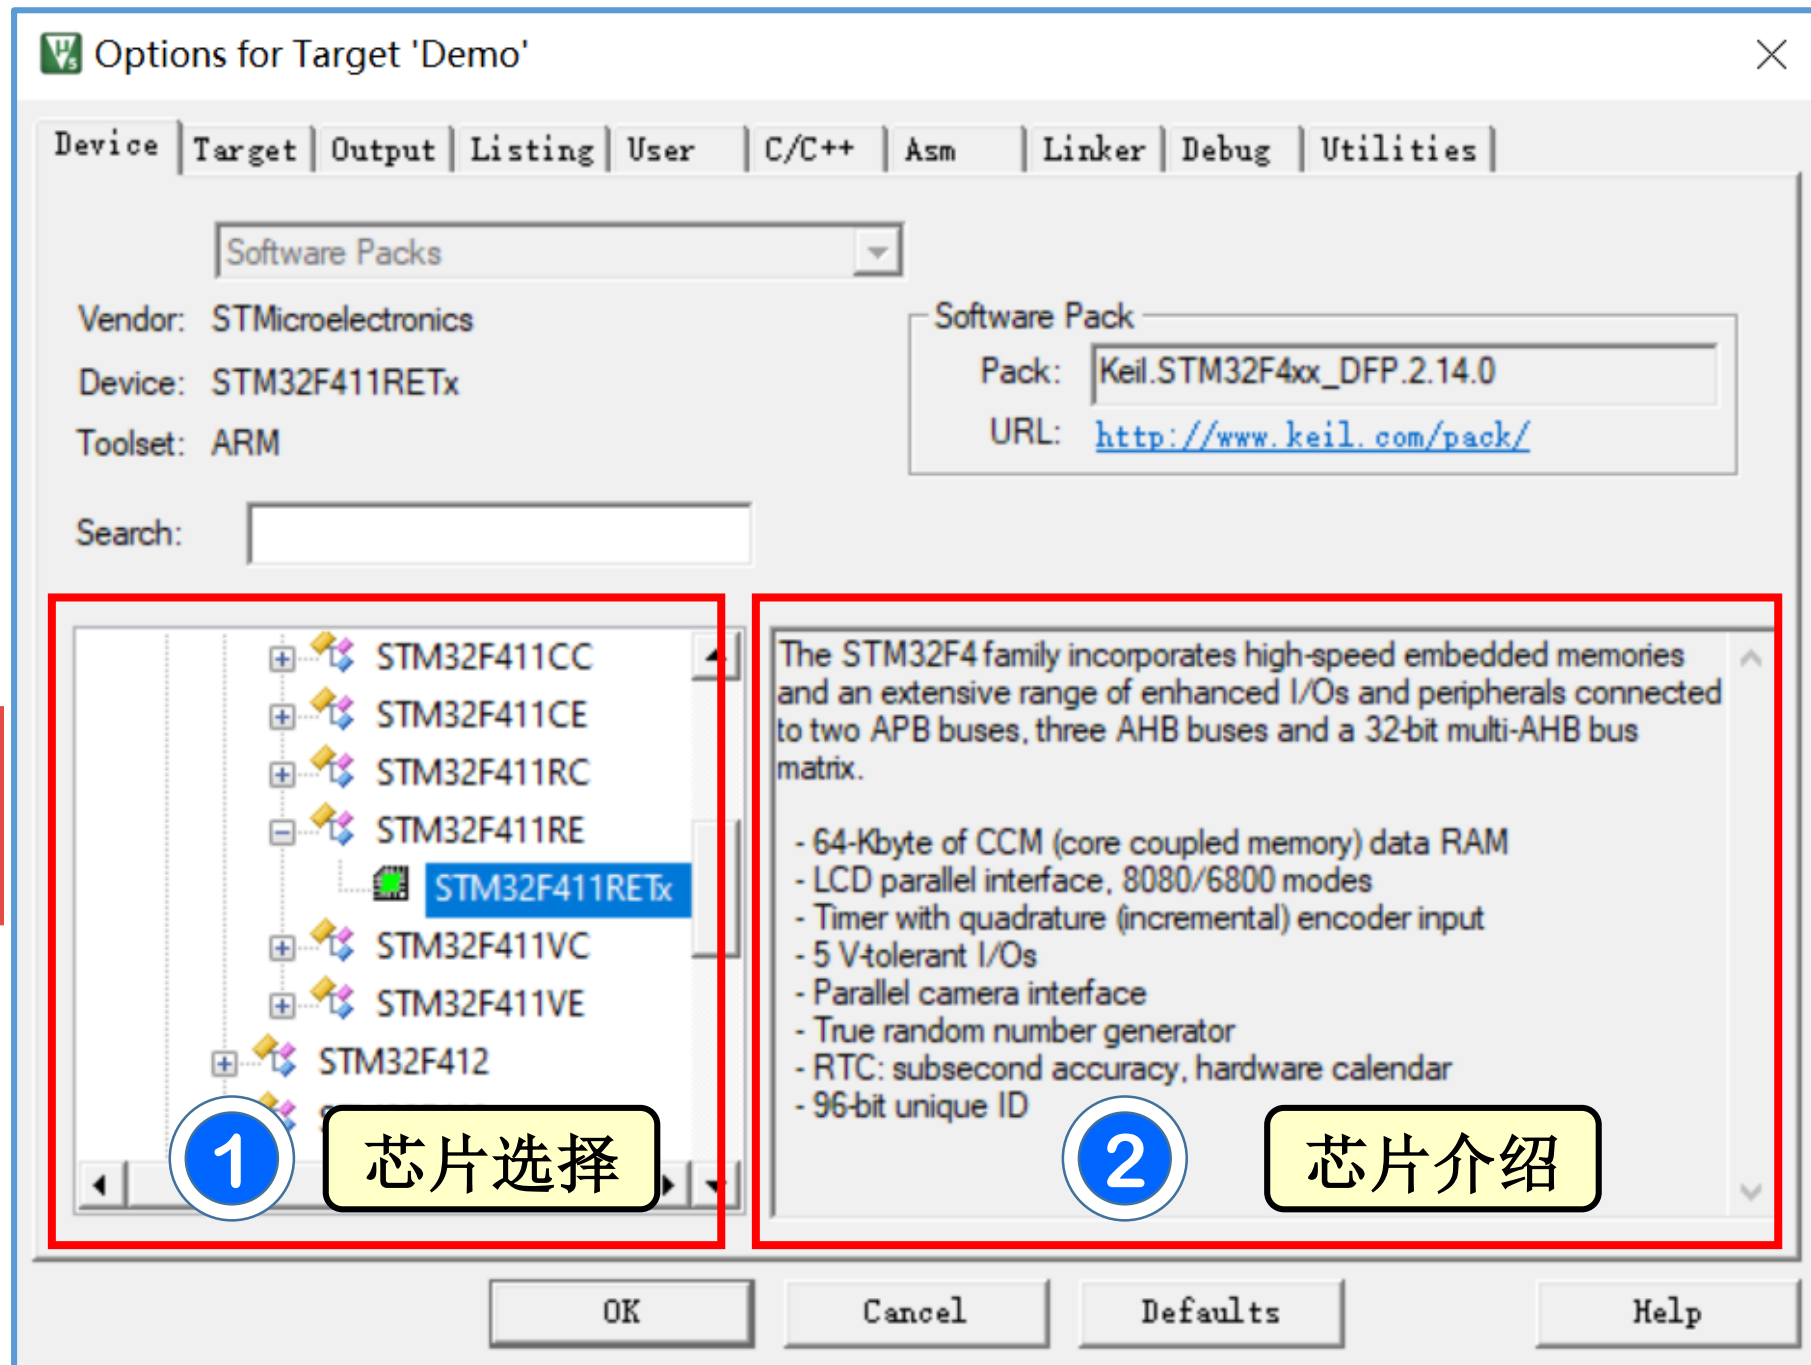 Options for Target 'Demo'
Device Target Output Listing User C/C++ Asm Linker Debug Utilities
Software Packs
Vendor: STMicroelectronics
Device: STM32F411RETx
Toolset: ARM
Software Pack
Pack: Keil.STM32F4xx_DFP.2.14.0
URL: http://www.keil.com/pack/
Search:
STM32F411CC
STM32F411CE
STM32F411RC
STM32F411RE
STM32F411RETx
STM32F411VC
STM32F411VE
STM32F412
1 芯片选择
The STM32F4 family incorporates high-speed embedded memories
and an extensive range of enhanced I/Os and peripherals connected
to two APB buses, three AHB buses and a 32-bit multi-AHB bus
matrix.
- 64-Kbyte of CCM (core coupled memory) data RAM
- LCD parallel interface, 8080/6800 modes
- Timer with quadrature (incremental) encoder input
- 5 V-tolerant I/Os
- Parallel camera interface
- True random number generator
- RTC: subsecond accuracy, hardware calendar
- 96-bit unique ID
2 芯片介绍
OK Cancel Defaults Help